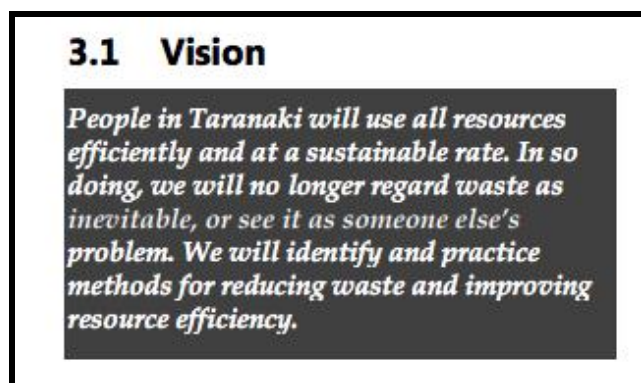 3.1 Vision
People in Taranaki will use all resources
efficiently and at a sustainable rate. In so
doing, we will no longer regard waste as
inevitable, or see it as someone else's
problem. We will identify and practice
methods for reducing waste and improving
resource efficiency.